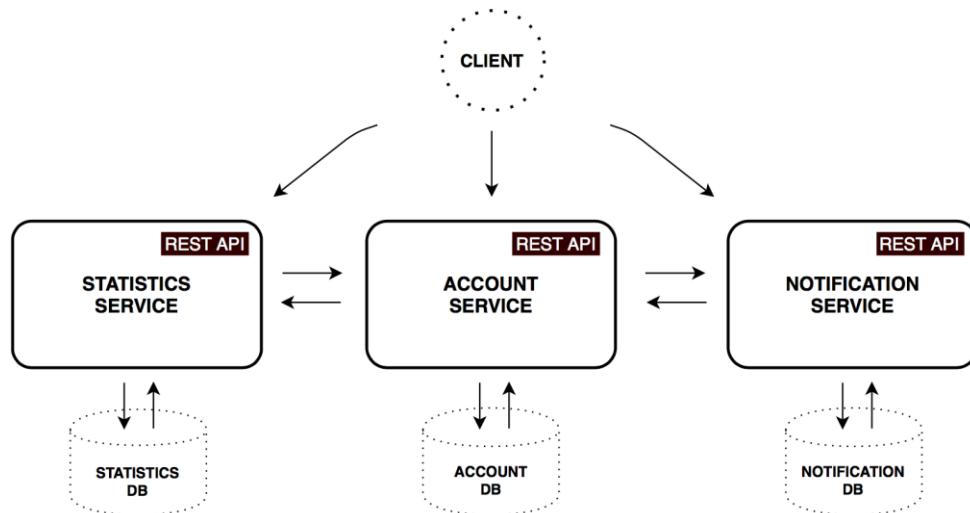 CLIENT
REST API
STATISTICS
SERVICE
REST API
ACCOUNT
SERVICE
REST API
NOTIFICATION
SERVICE
STATISTICS
DB
ACCOUNT
DB
NOTIFICATION
DB